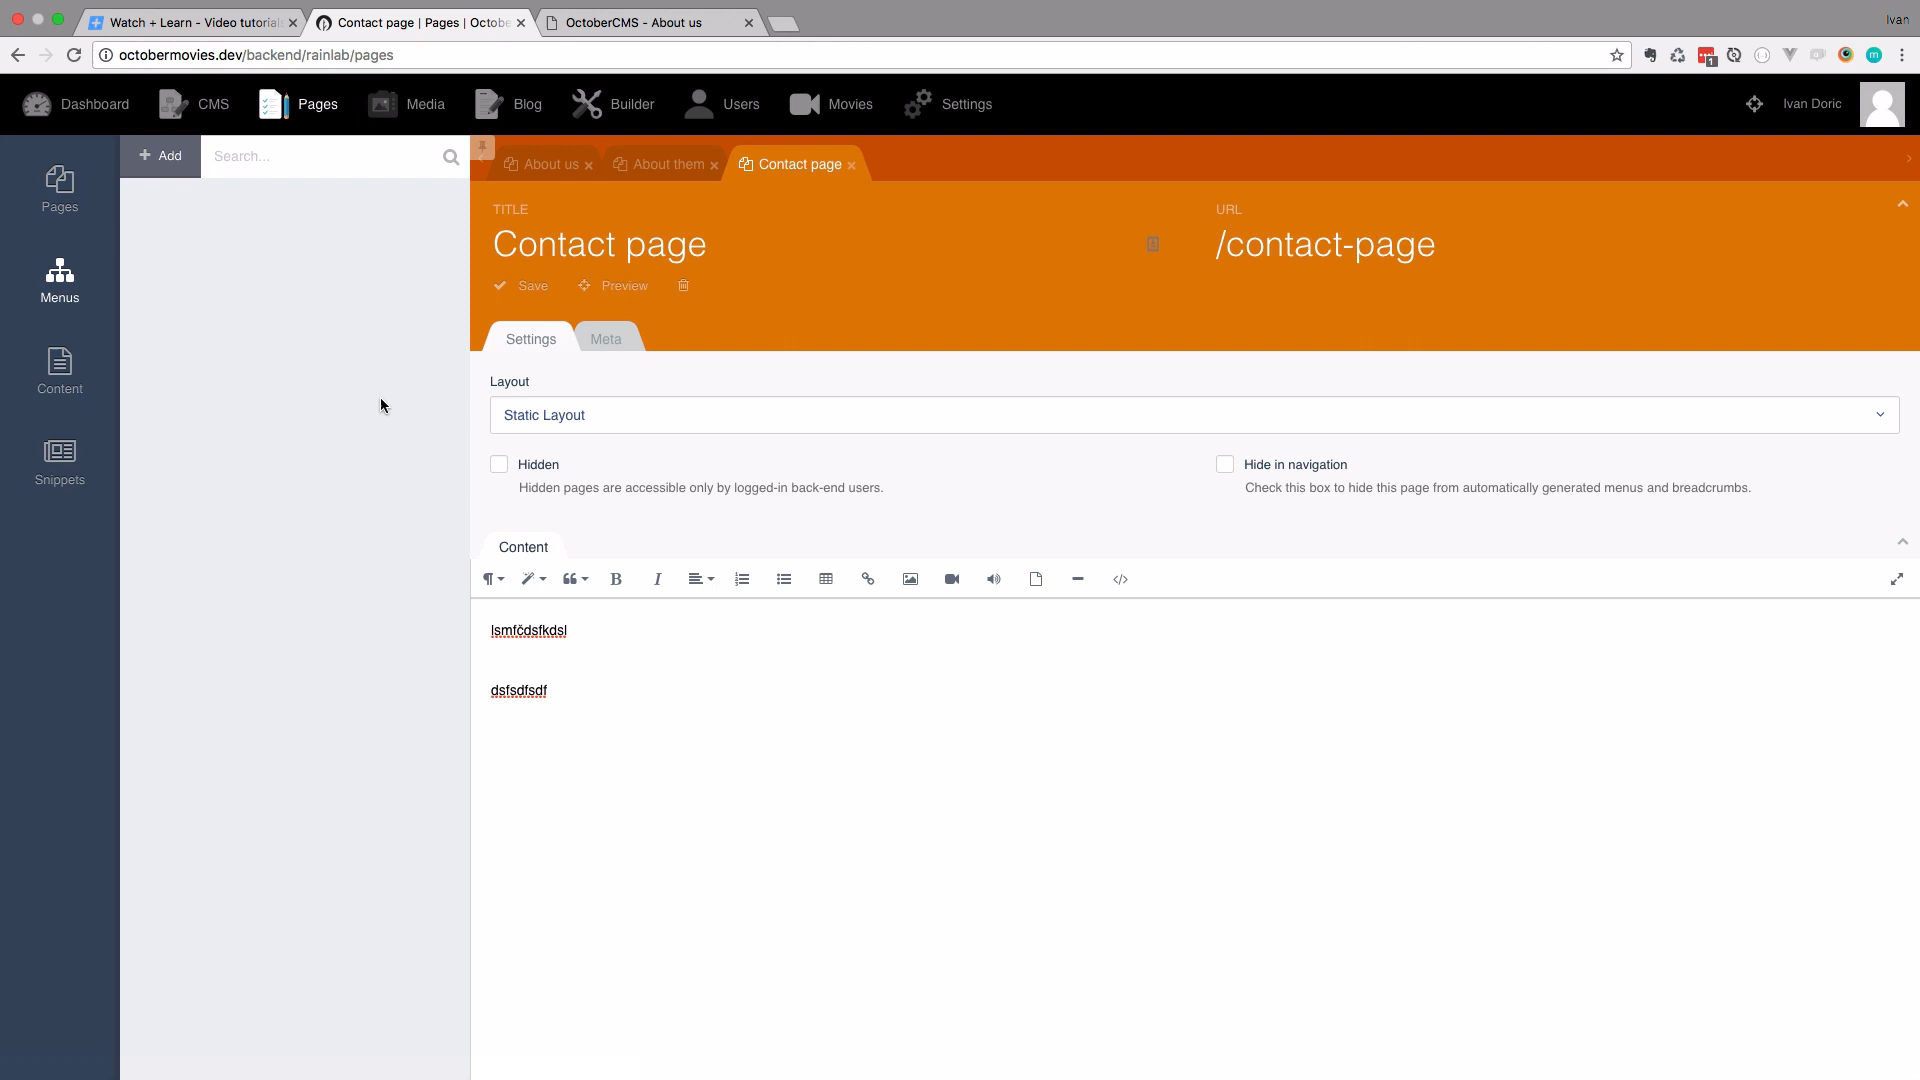 Watch + Learn - Video tutorials
Contact page | Pages | Octobe
OctoberCMS - About us
Ivan
octobermovies.dev/backend/rainlab/pages
1
m
Dashboard
CMS
Pages
Media
Blog
Builder
Users
Movies
Settings
Ivan Doric
Add
Search...
About us
About them
Contact page
Pages
Menus
Content
Snippets
TITLE
URL
Contact page
/contact-page
Save
Preview
Settings
Meta
Layout
Static Layout
Hidden
Hidden pages are accessible only by logged-in back-end users.
Hide in navigation
Check this box to hide this page from automatically generated menus and breadcrumbs.
Content
B
I
lsmfčdsfkdsl
dsfsdfsdf